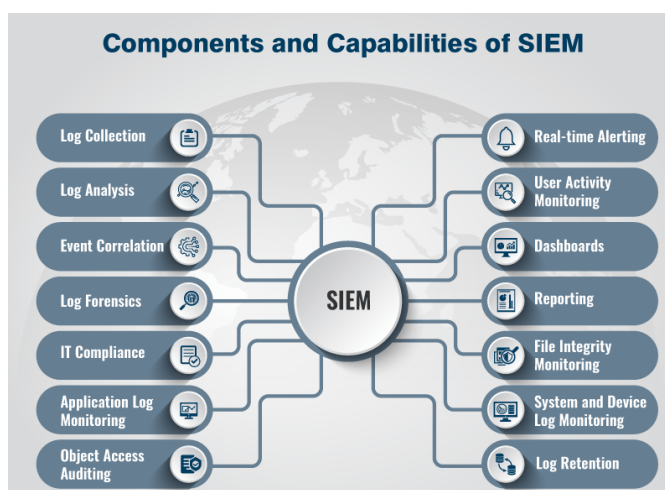 Components and Capabilities of SIEM
Log Collection
Log Analysis
Event Correlation
Log Forensics
IT Compliance
Application Log
Monitoring
Object Access
Auditing
SIEM
Real-time Alerting
User Activity
Monitoring
Dashboards
Reporting
File Integrity
Monitoring
System and Device
Log Monitoring
Log Retention